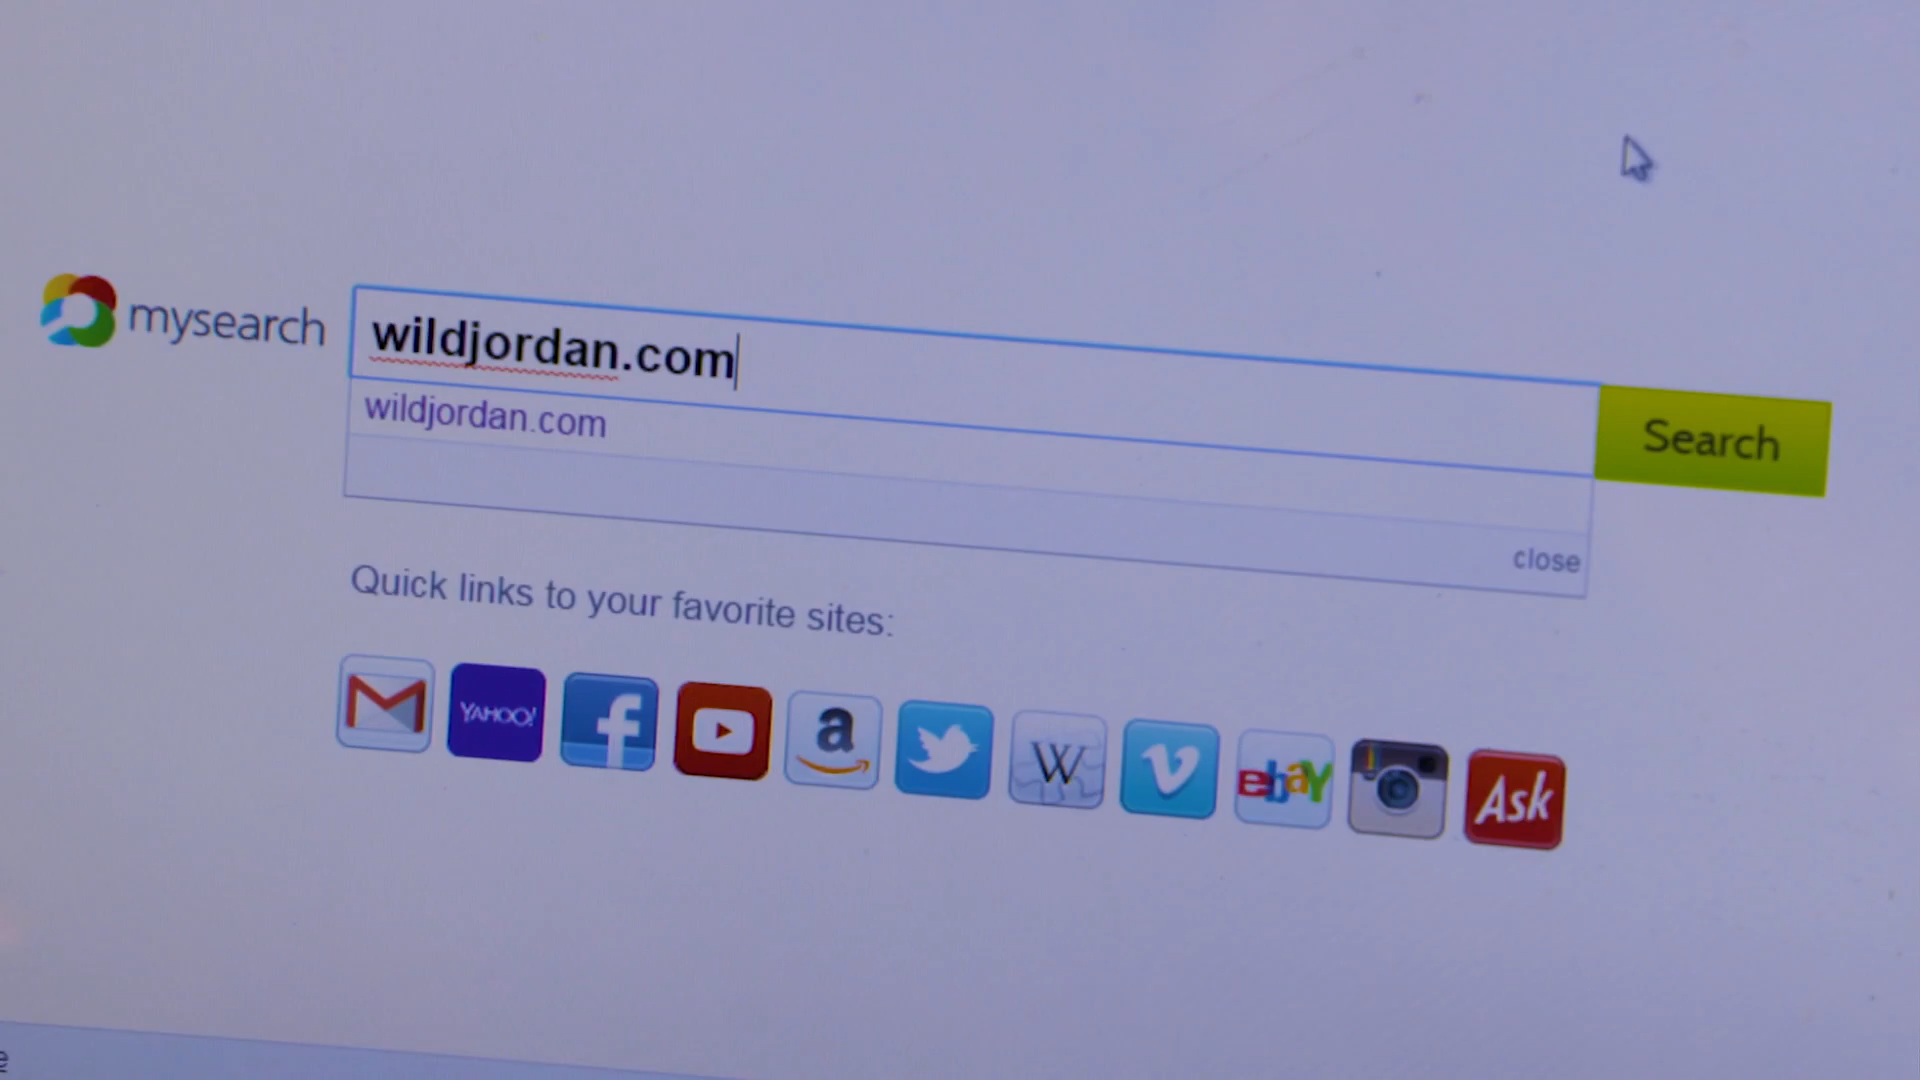 mysearch
wildjordan.com
Search
wildjordan.com
close
Quick links to your favorite sites:
YAHOO!
f
a
W
v
ebay
Ask
e